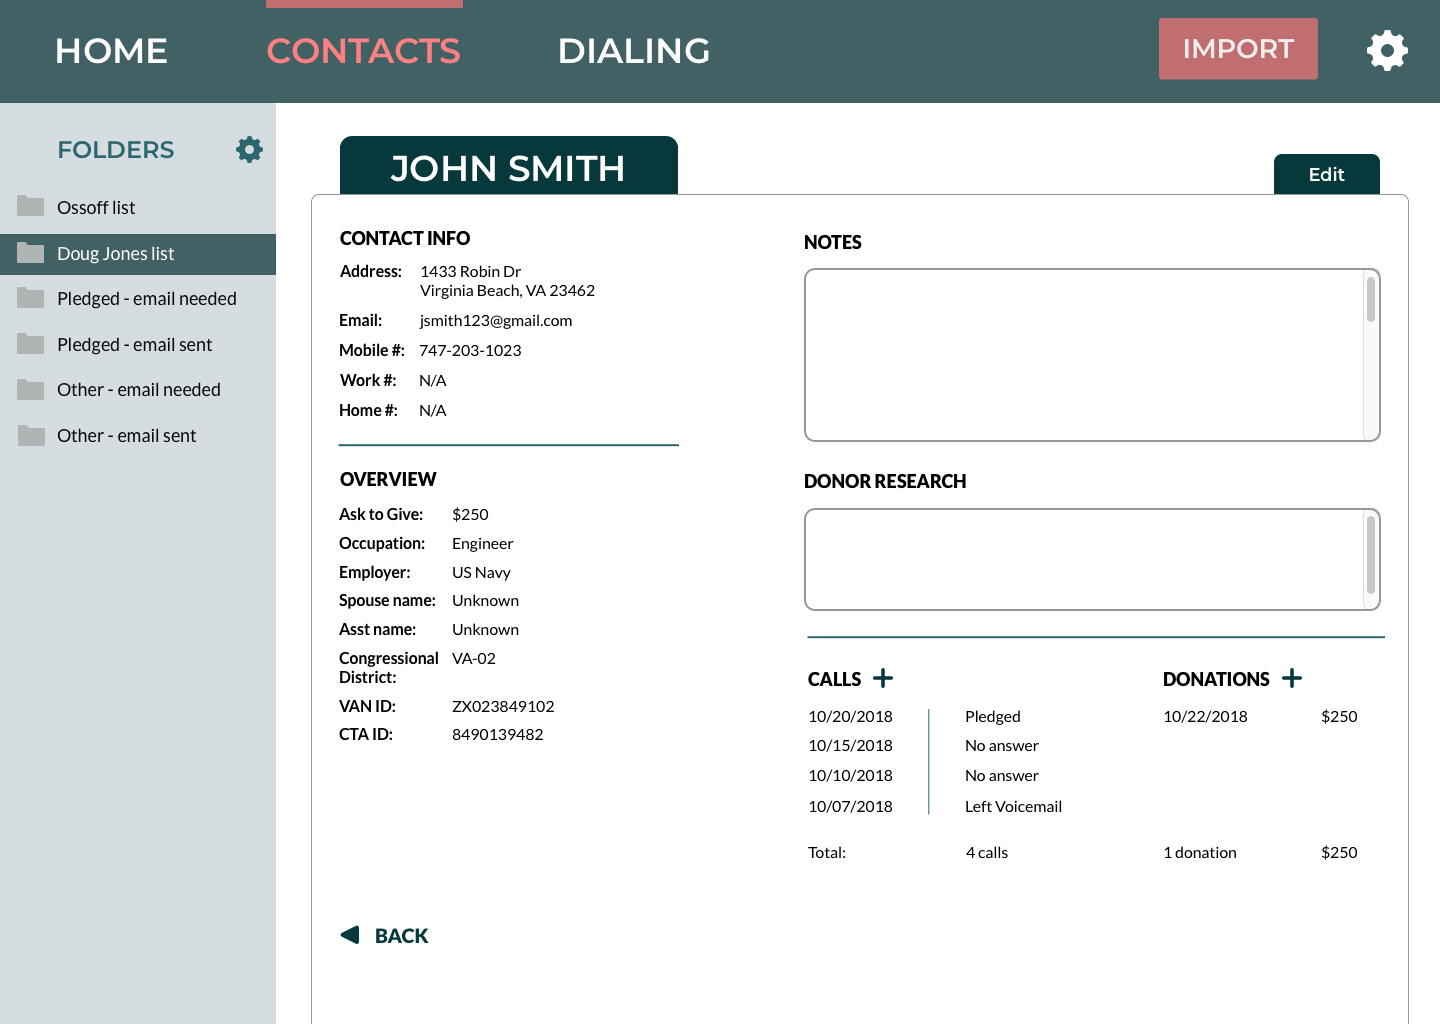 HOME CONTACTS DIALING IMPORT
FOLDERS
Ossoff list
Doug Jones list
Pledged - email needed
Pledged - email sent
Other - email needed
Other - email sent
JOHN SMITH
Edit
CONTACT INFO
Address: 1433 Robin Dr
Virginia Beach, VA 23462
Email: jsmith123@gmail.com
Mobile #: 747-203-1023
Work #: N/A
Home #: N/A
OVERVIEW
Ask to Give: $250
Occupation: Engineer
Employer: US Navy
Spouse name: Unknown
Asst name: Unknown
Congressional VA-02
District:
VAN ID: ZX023849102
CTA ID: 8490139482
NOTES
DONOR RESEARCH
CALLS
10/20/2018 Pledged
10/15/2018 No answer
10/10/2018 No answer
10/07/2018 Left Voicemail
Total: 4 calls
DONATIONS
10/22/2018 $250
1 donation $250
BACK